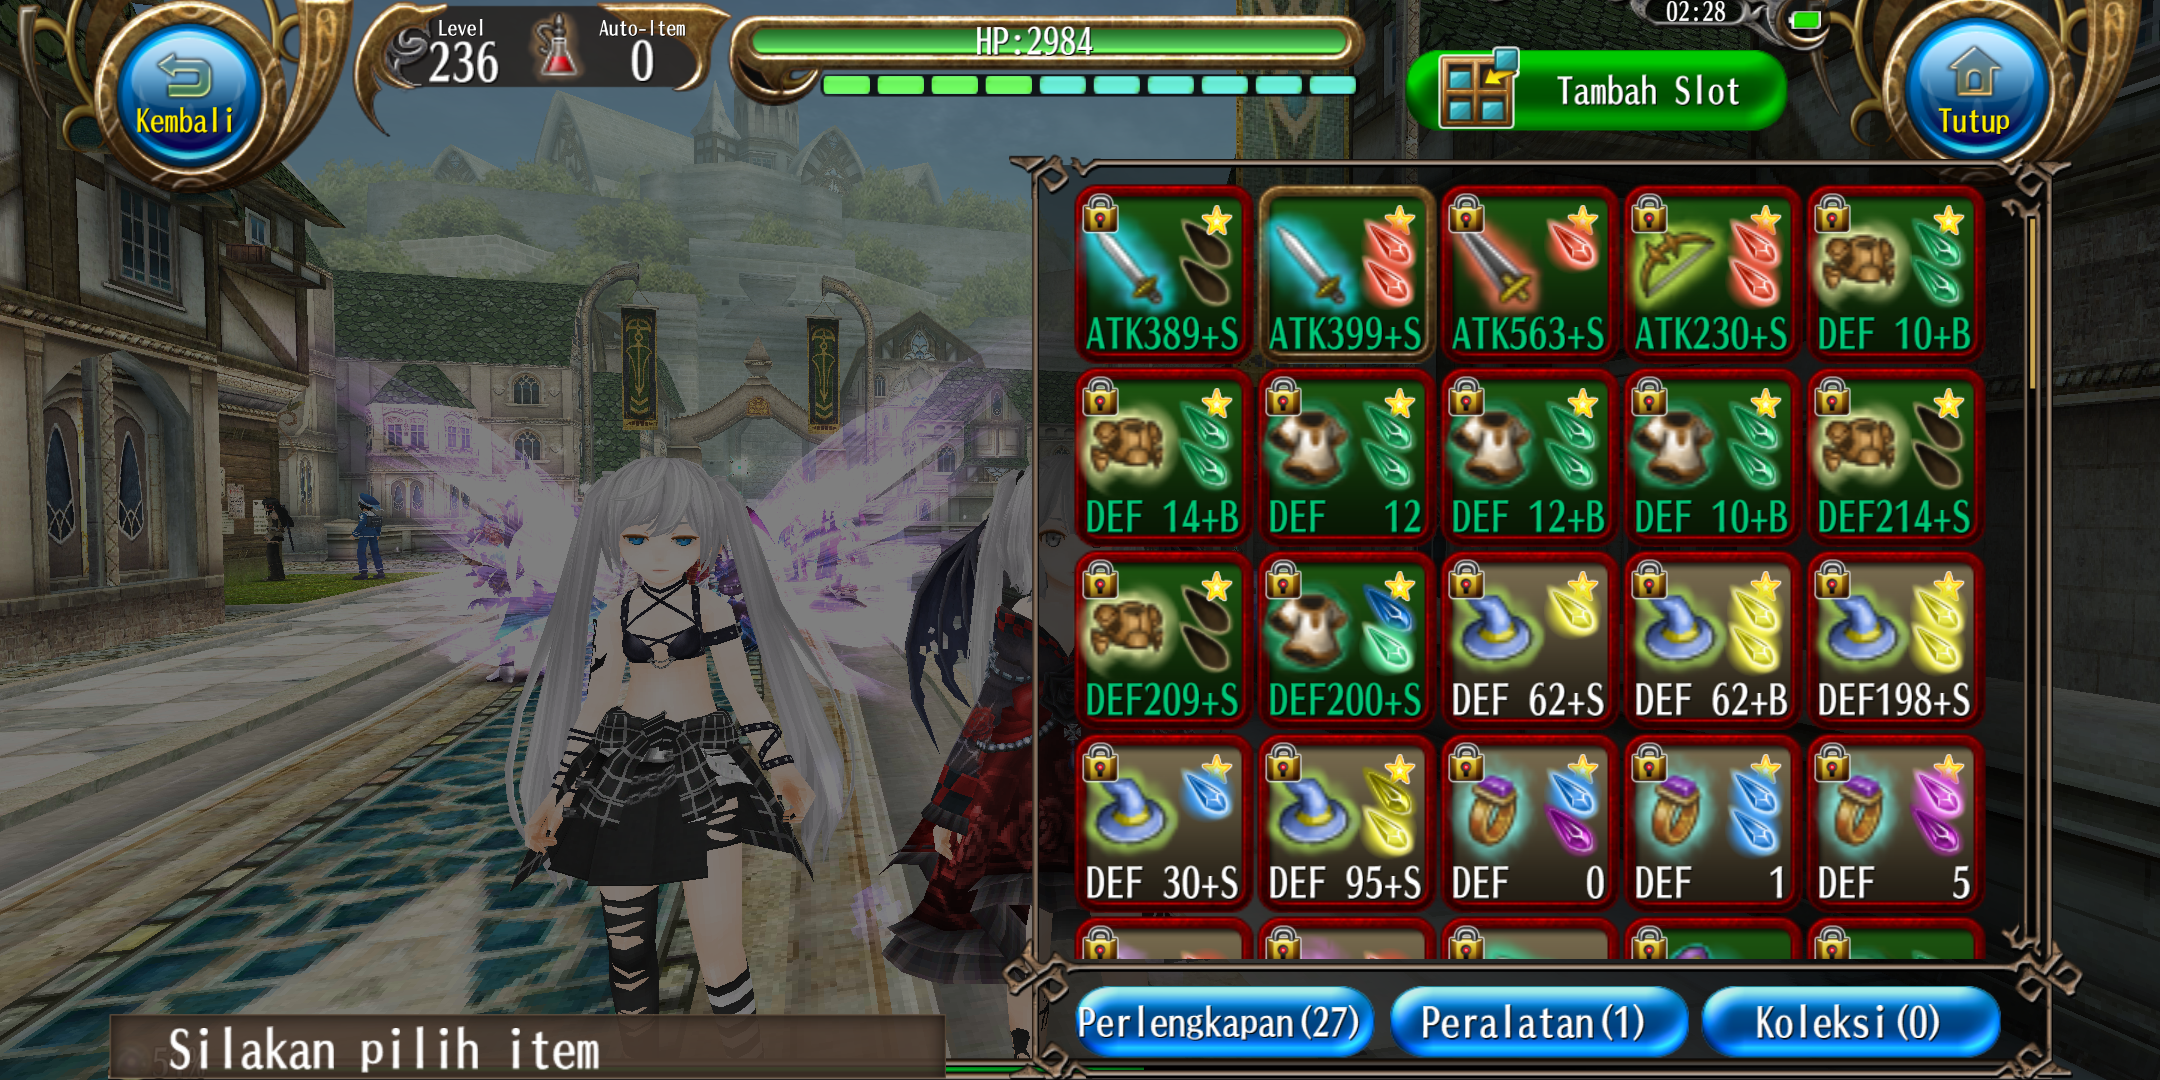 Kembali
Level
236
Auto-Item
0
HP:2984
02:28
Tambah Slot
Tutup
ATK389+S
ATK399+S
ATK563+S
ATK230+S
DEF 10+B
DEF 14+B
DEF 12
DEF 12+B
DEF 10+B
DEF214+S
DEF209+S
DEF200+S
DEF 62+S
DEF 62+B
DEF198+S
DEF 30+S
DEF 95+S
DEF 0
DEF 1
DEF 5
Perlengkapan(27)
Peralatan(1)
Koleksi(0)
Silakan pilih item